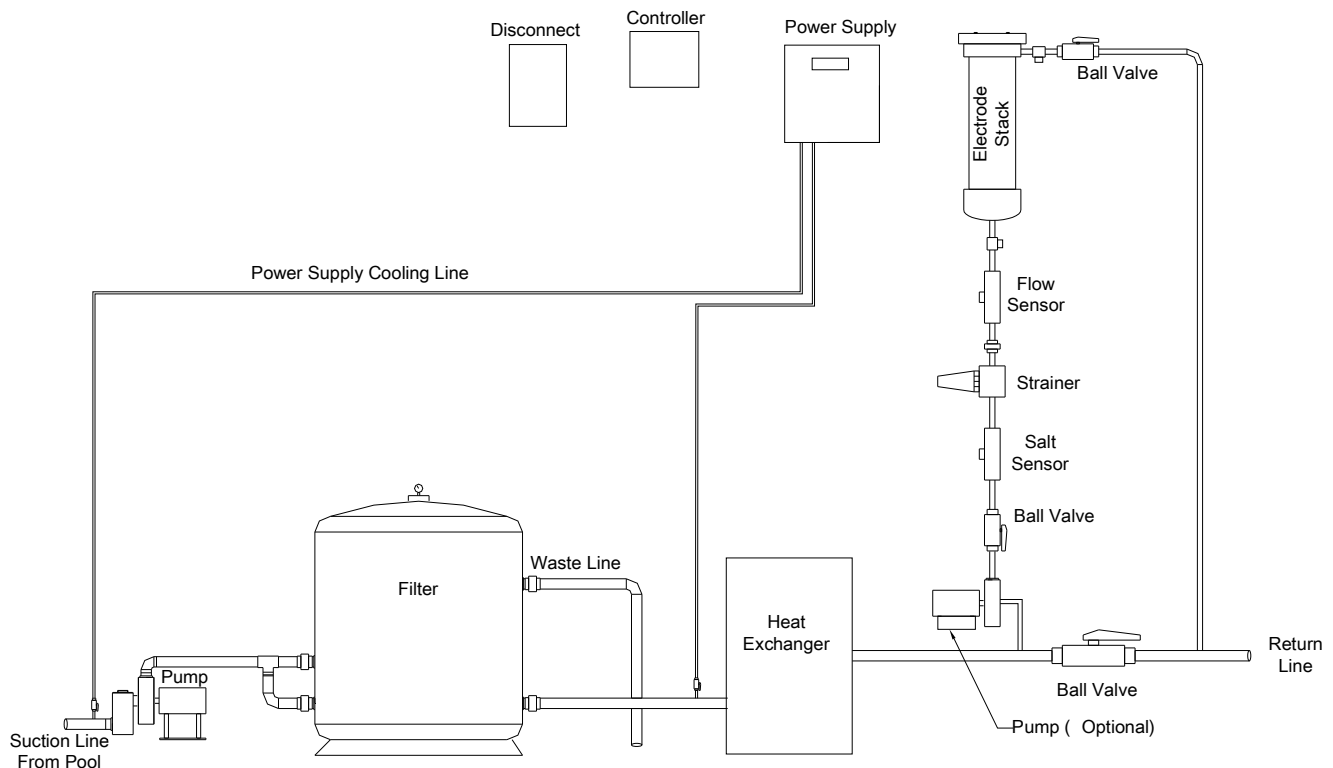 Controller
Disconnect
Power Supply
Ball Valve
Electrode
Stack
Power Supply Cooling Line
Flow
Sensor
Strainer
Salt
Sensor
Ball Valve
Waste Line
Filter
Heat
Exchanger
Return
Line
Pump
Ball Valve
Pump ( Optional)
Suction Line
From Pool